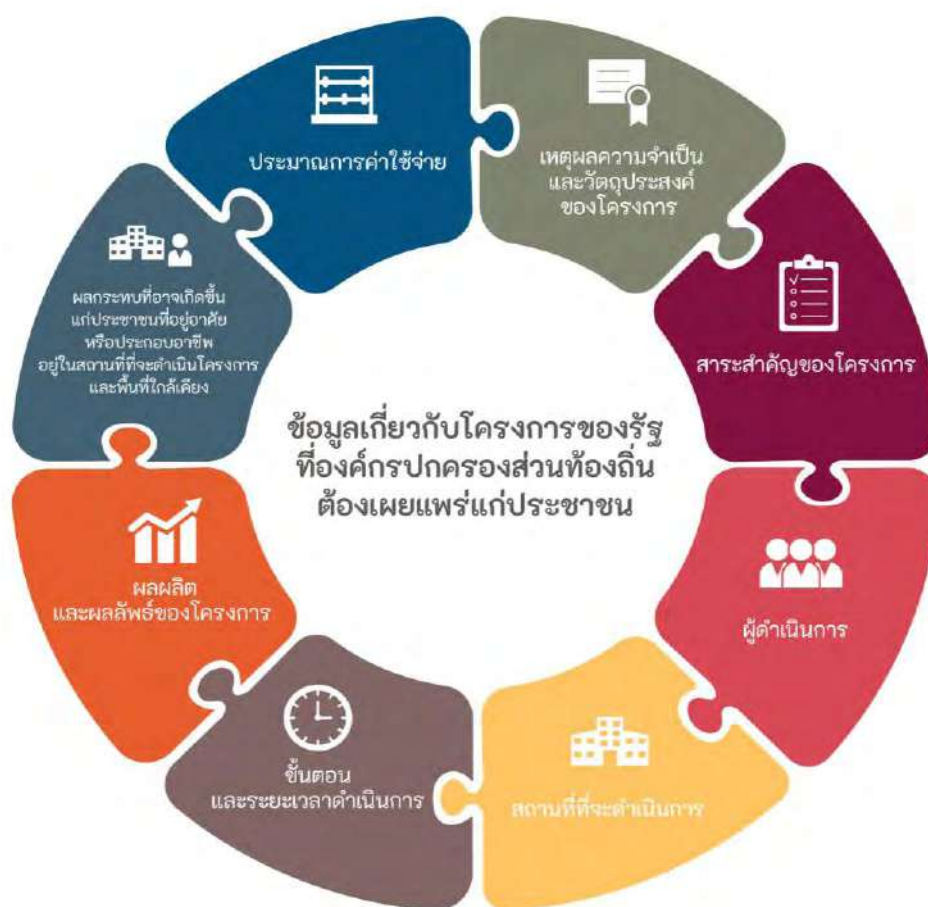 ประมาณการค่าใช้จ่าย
เหตุผลความจำเป็น
และวัตถุประสงค์
ของโครงการ
สาระสำคัญของโครงการ
ผู้ดำเนินการ
สถานที่ที่จะดำเนินการ
ขั้นตอน
และระยะเวลาดำเนินการ
ผลผลิต
และผลลัพธ์ของโครงการ
ผลกระทบที่อาจเกิดขึ้น
แก่ประชาชนที่อยู่อาศัย
หรือประกอบอาชีพ
อยู่ในสถานที่ที่จะดำเนินโครงการ
และพื้นที่ใกล้เคียง
ข้อมูลเกี่ยวกับโครงการของรัฐ
ที่องค์กรปกครองส่วนท้องถิ่น
ต้องเผยแพร่แก่ประชาชน